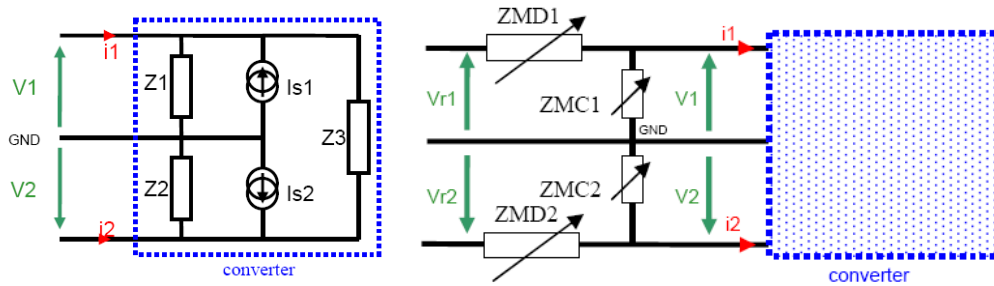 i1
Z1
V1
Is1
GND
Z3
V2
Z2
Is2
i2
converter
ZMD1
i1
Vr1
ZMC1
V1
GND
Vr2
ZMC2
V2
ZMD2
i2
converter